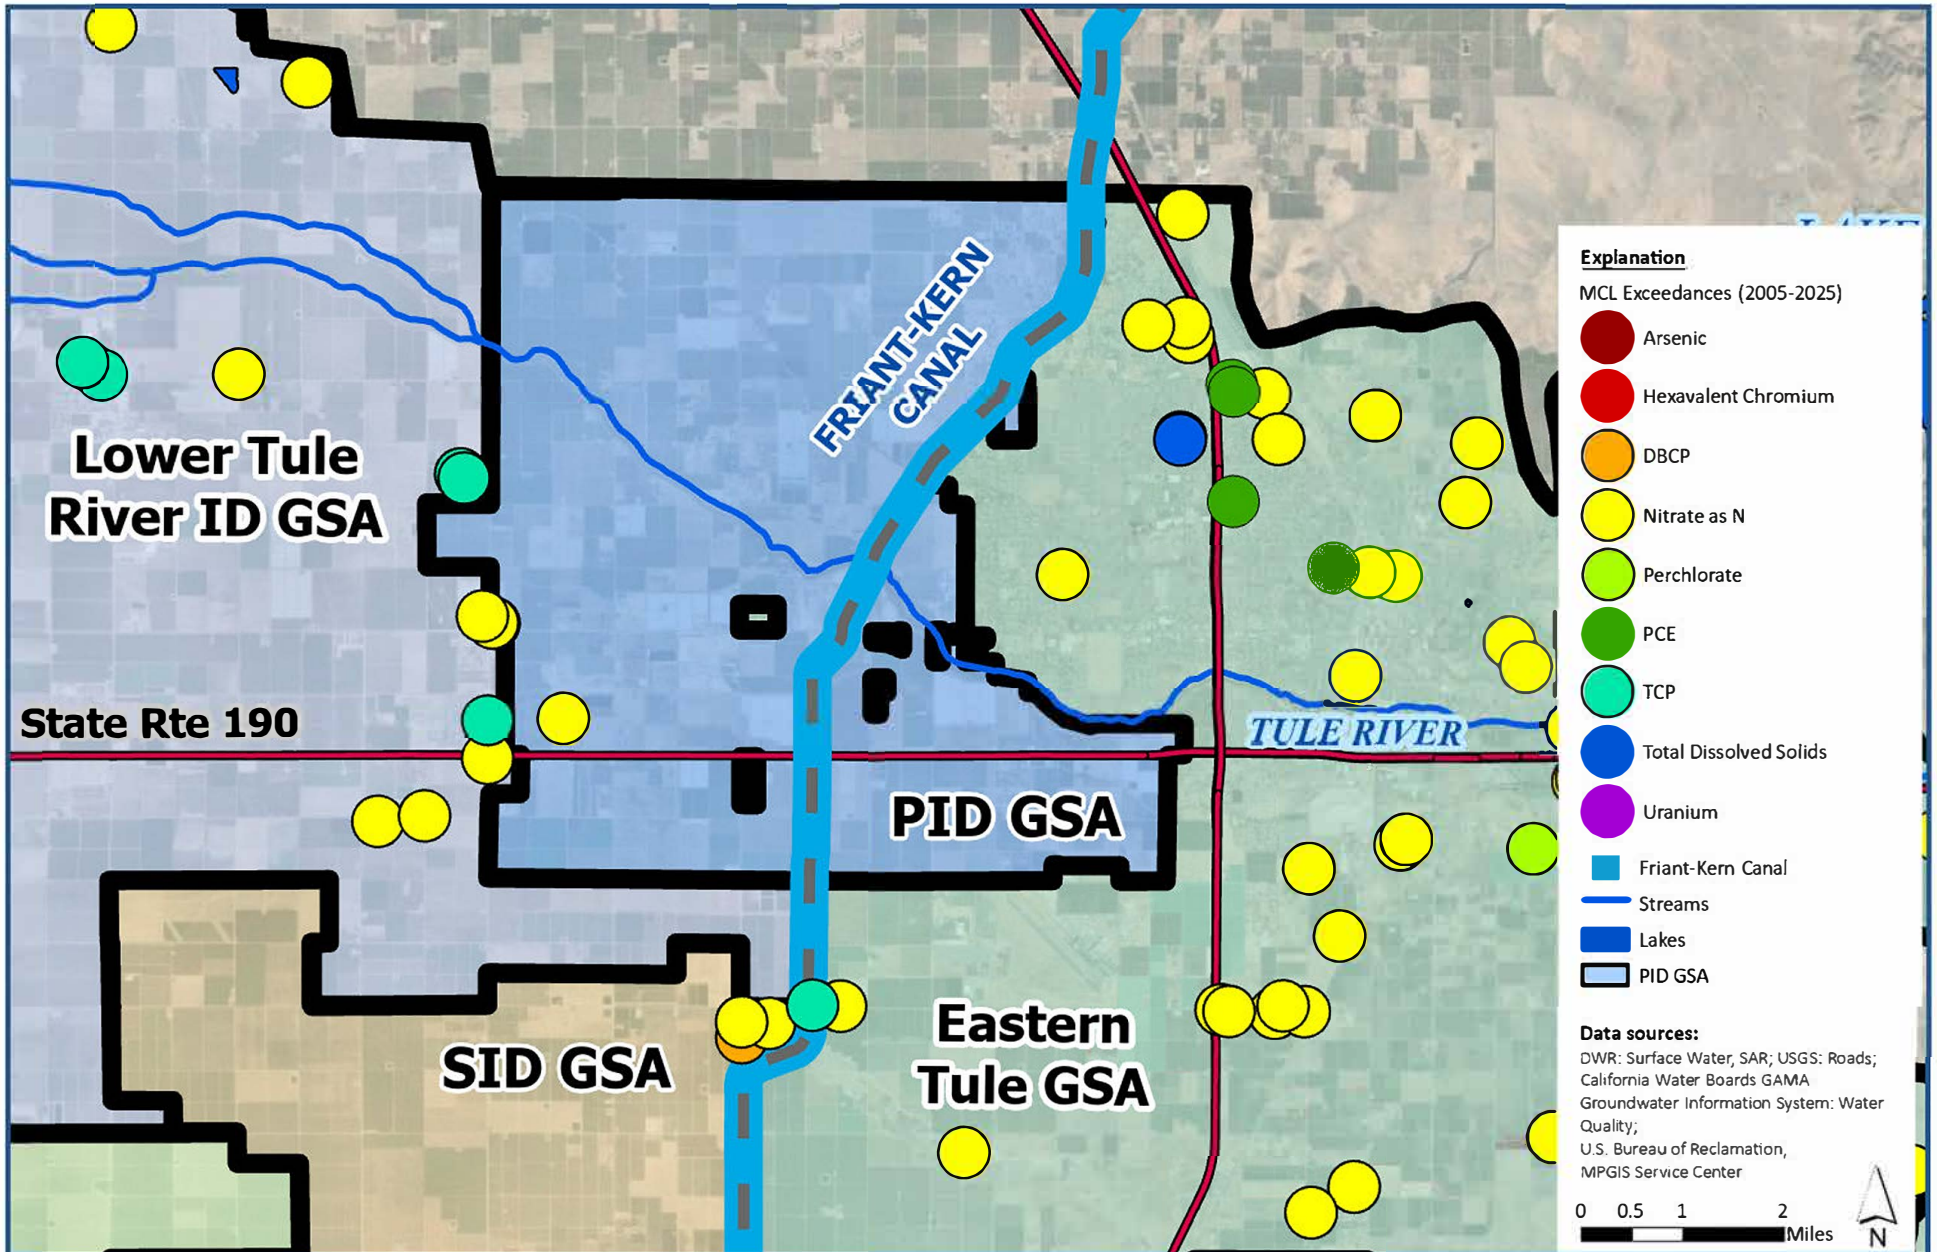 LAKE
FRIANT-KERN
CANAL
Lower Tule
River ID GSA
State Rte 190
TULE RIVER
PID GSA
SID GSA
Eastern
Tule GSA
Explanation
MCL Exceedances (2005-2025)
Arsenic
Hexavalent Chromium
DBCP
Nitrate as N
Perchlorate
PCE
TCP
Total Dissolved Solids
Uranium
Friant-Kern Canal
Streams
Lakes
PID GSA
Data sources:
DWR: Surface Water, SAR; USGS: Roads;
California Water Boards GAMA
Groundwater Information System: Water
Quality;
U.S. Bureau of Reclamation,
MPGIS Service Center
0 0.5 1 2
Miles
N